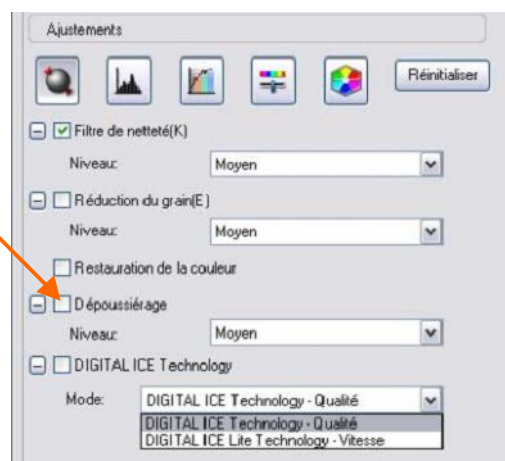 Ajustements
Réinitialiser
Filtre de netteté(K)
Niveau: Moyen
Réduction du grain(E)
Niveau: Moyen
Restauration de la couleur
Dépoussiérage
Niveau: Moyen
DIGITAL ICE Technology
Mode: DIGITAL ICE Technology - Qualité
DIGITAL ICE Technology - Qualité
DIGITAL ICE Lite Technology - Vitesse